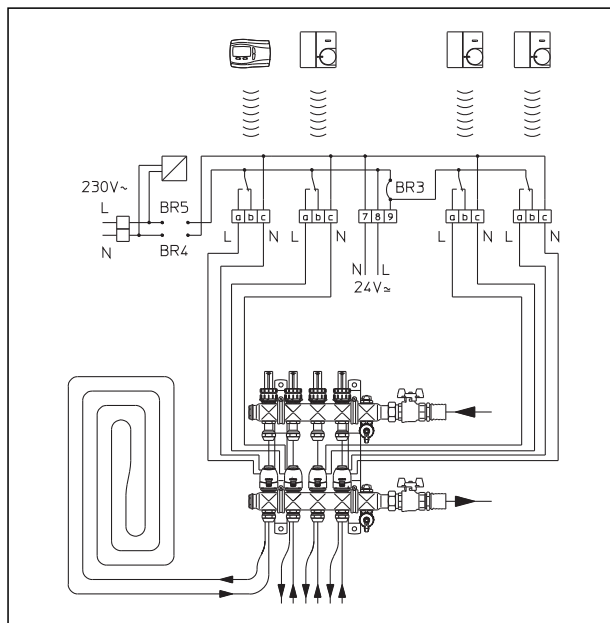 230V~
L BR5
N BR4
BR3
a b c
a b c
7 8 9
a b c
a b c
L N L N L N L N
N L
24V≃